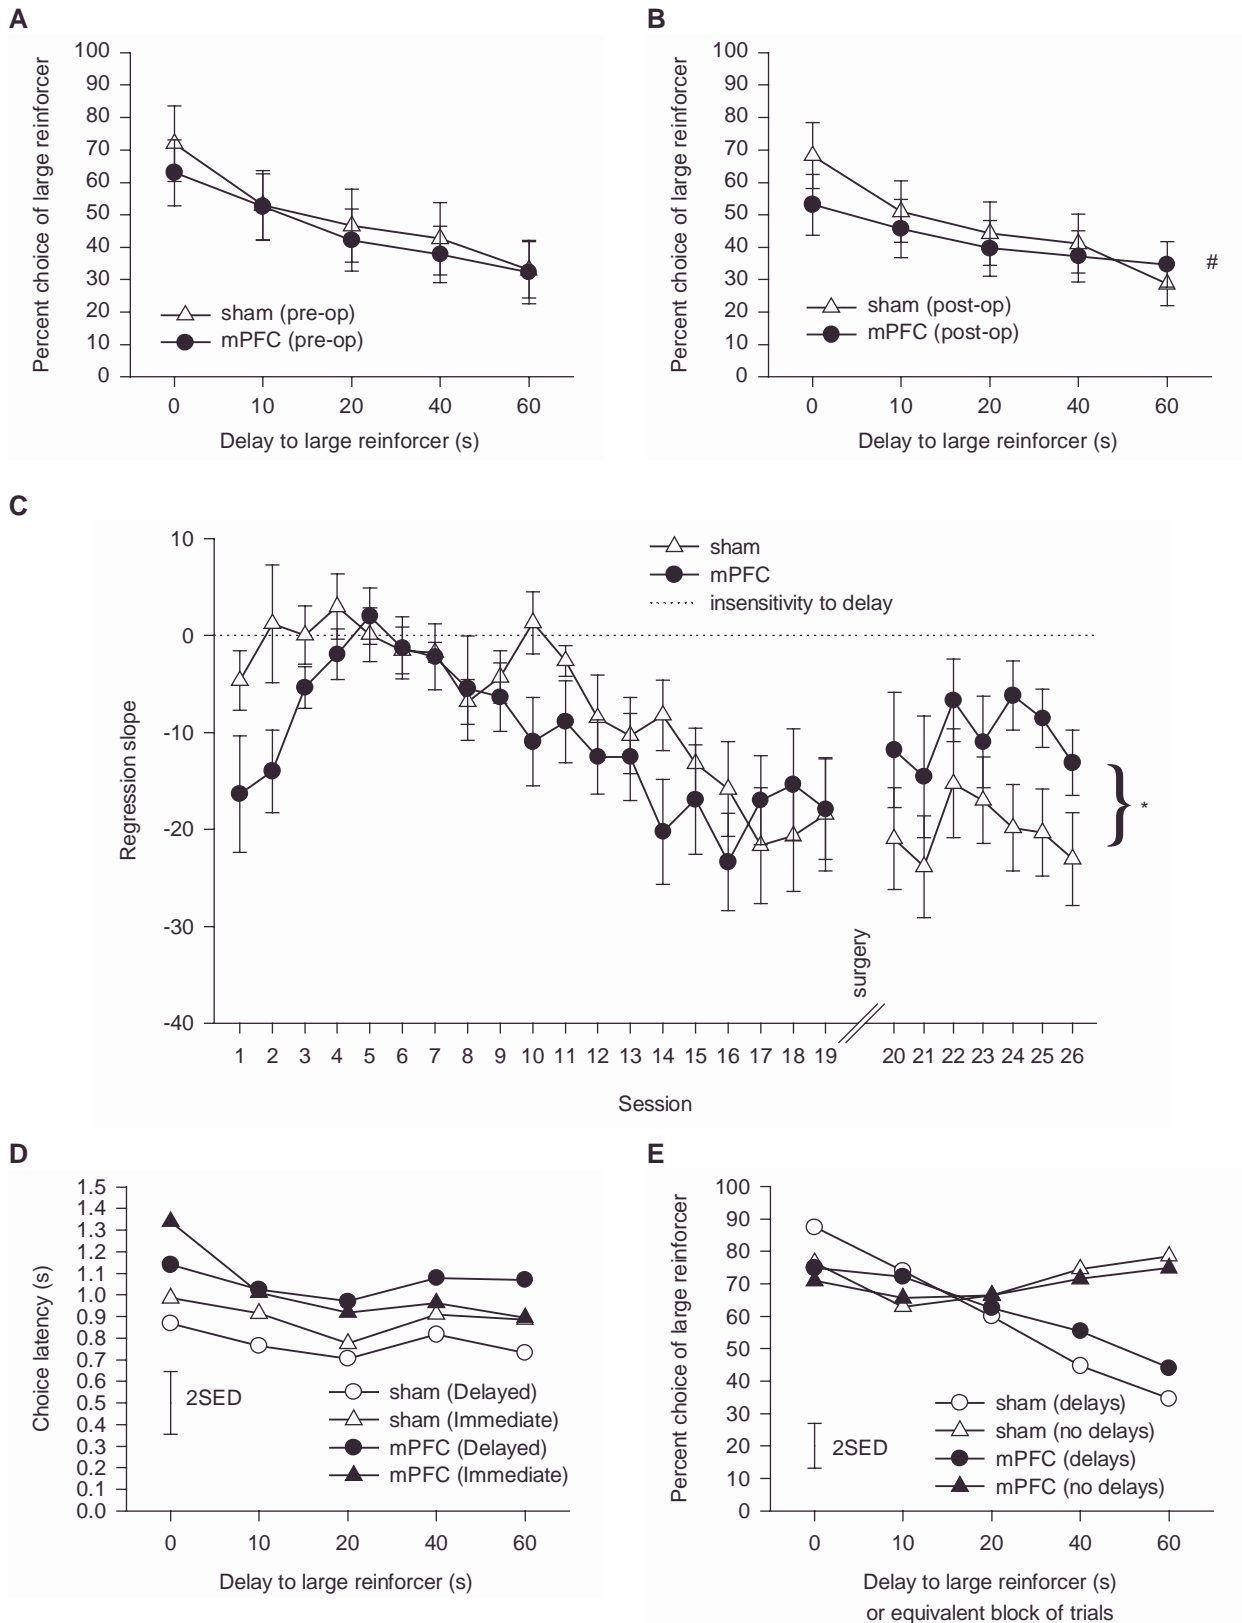 A
B
Percent choice of large reinforcer
100
90
80
70
60
50
40
30
20
10
0
sham (pre-op)
mPFC (pre-op)
0 10 20 40 60
Delay to large reinforcer (s)
Percent choice of large reinforcer
100
90
80
70
60
50
40
30
20
10
0
#
sham (post-op)
mPFC (post-op)
0 10 20 40 60
Delay to large reinforcer (s)
C
Regression slope
10
0
-10
-20
-30
-40
sham
mPFC
insensitivity to delay
*
surgery
1 2 3 4 5 6 7 8 9 10 11 12 13 14 15 16 17 18 19 20 21 22 23 24 25 26
Session
D
E
Choice latency (s)
1.5
1.4
1.3
1.2
1.1
1.0
0.9
0.8
0.7
0.6
0.5
0.4
0.3
0.2
0.1
0.0
2SED
sham (Delayed)
sham (Immediate)
mPFC (Delayed)
mPFC (Immediate)
0 10 20 40 60
Delay to large reinforcer (s)
Percent choice of large reinforcer
100
90
80
70
60
50
40
30
20
10
0
2SED
sham (delays)
sham (no delays)
mPFC (delays)
mPFC (no delays)
0 10 20 40 60
Delay to large reinforcer (s)
or equivalent block of trials